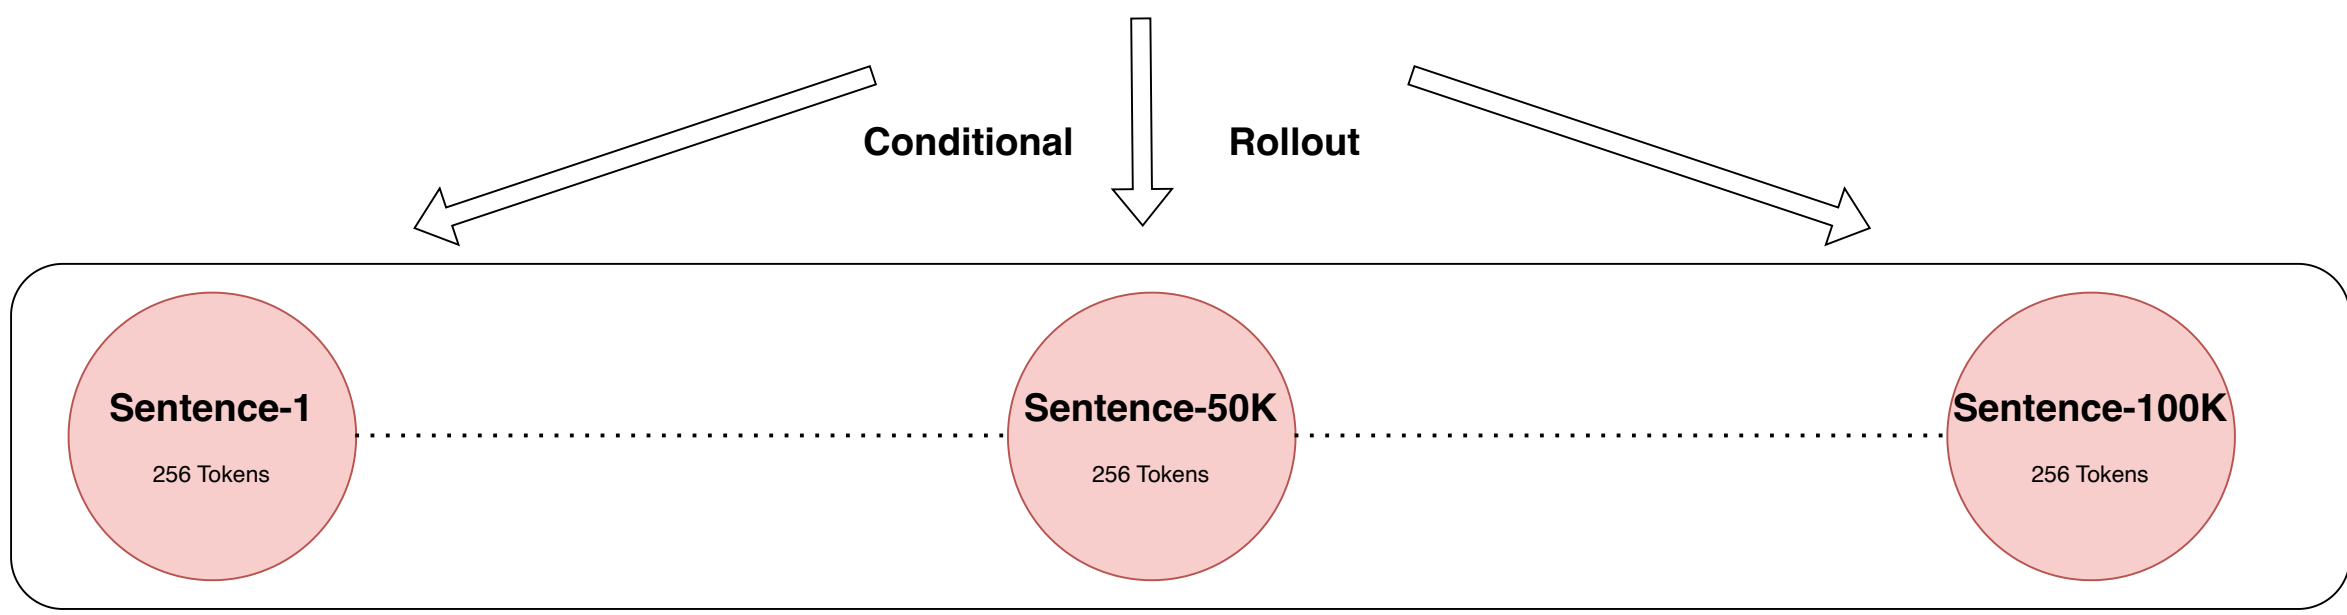 Conditional Rollout
Sentence-1
256 Tokens
Sentence-50K
256 Tokens
Sentence-100K
256 Tokens